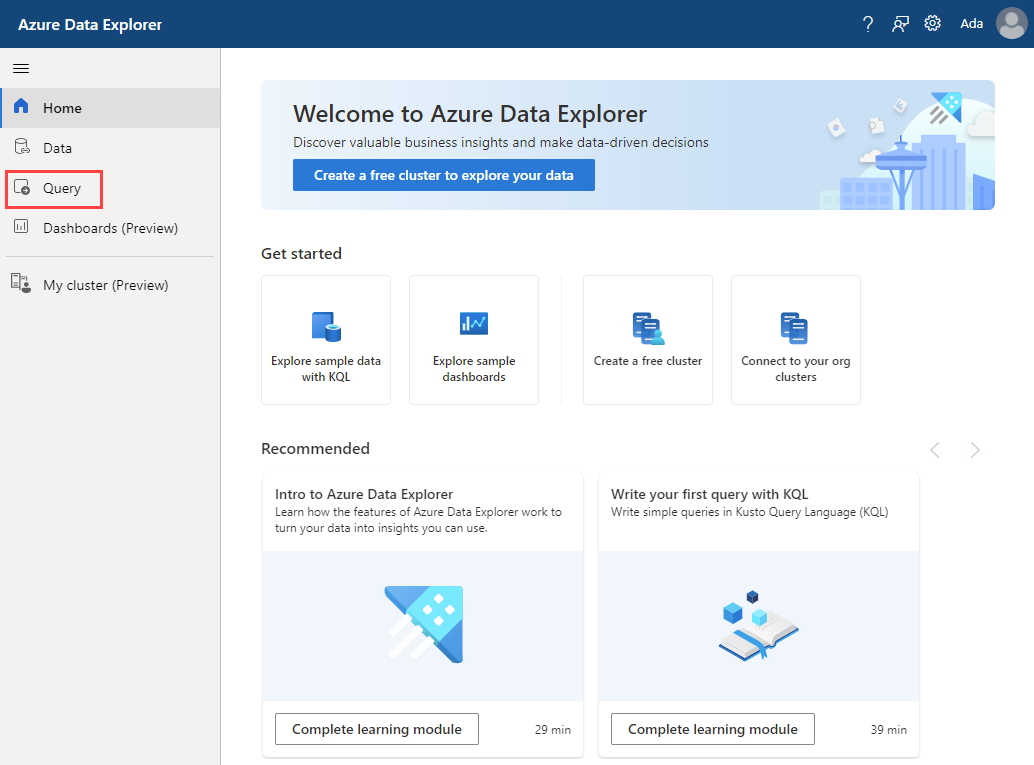 Azure Data Explorer
?
Ada
Home
Data
Query
Dashboards (Preview)
My cluster (Preview)
Welcome to Azure Data Explorer
Discover valuable business insights and make data-driven decisions
Create a free cluster to explore your data
Get started
Explore sample data
with KQL
Explore sample
dashboards
Create a free cluster
Connect to your org
clusters
Recommended
Intro to Azure Data Explorer
Learn how the features of Azure Data Explorer work to
turn your data into insights you can use.
Complete learning module
29 min
Write your first query with KQL
Write simple queries in Kusto Query Language (KQL)
Complete learning module
39 min